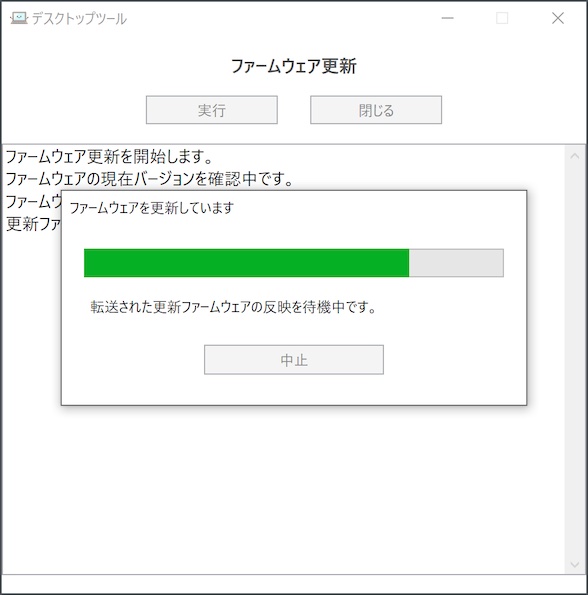 デスクトップツール
ファームウェア更新
実行 閉じる
ファームウェア更新を開始します。
ファームウェアの現在バージョンを確認中です。
ファームウ
更新ファ
ファームウェアを更新しています
転送された更新ファームウェアの反映を待機中です。
中止